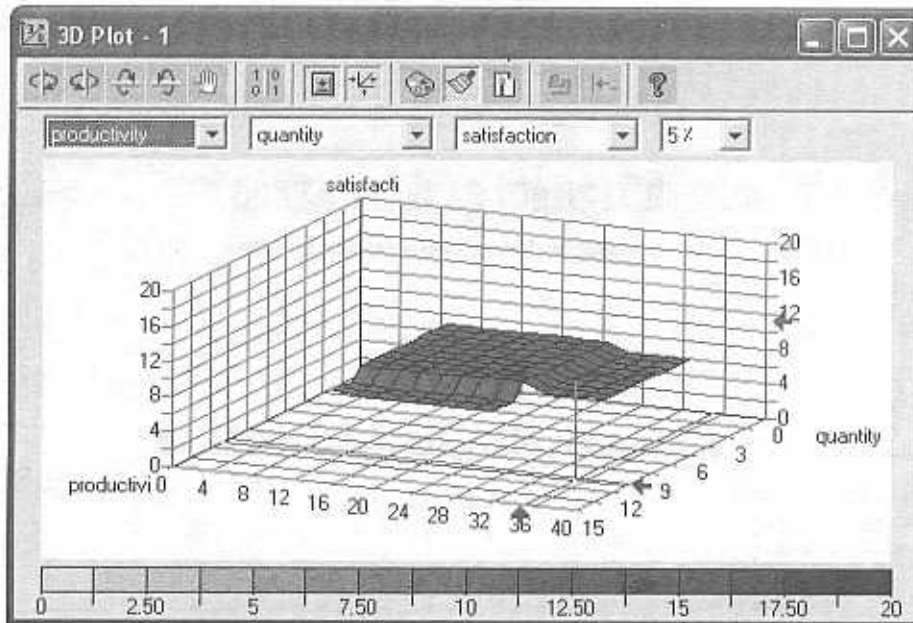 3D Plot - 1
productivity quantity satisfaction 5 %
satisfacti
20
16
12
8
4
0
20
16
12
8
4
0
productivi 0 4 8 12 16 20 24 28 32 36 40
15 12 9 6 3 0
quantity
0 2.50 5 7.50 10 12.50 15 17.50 20